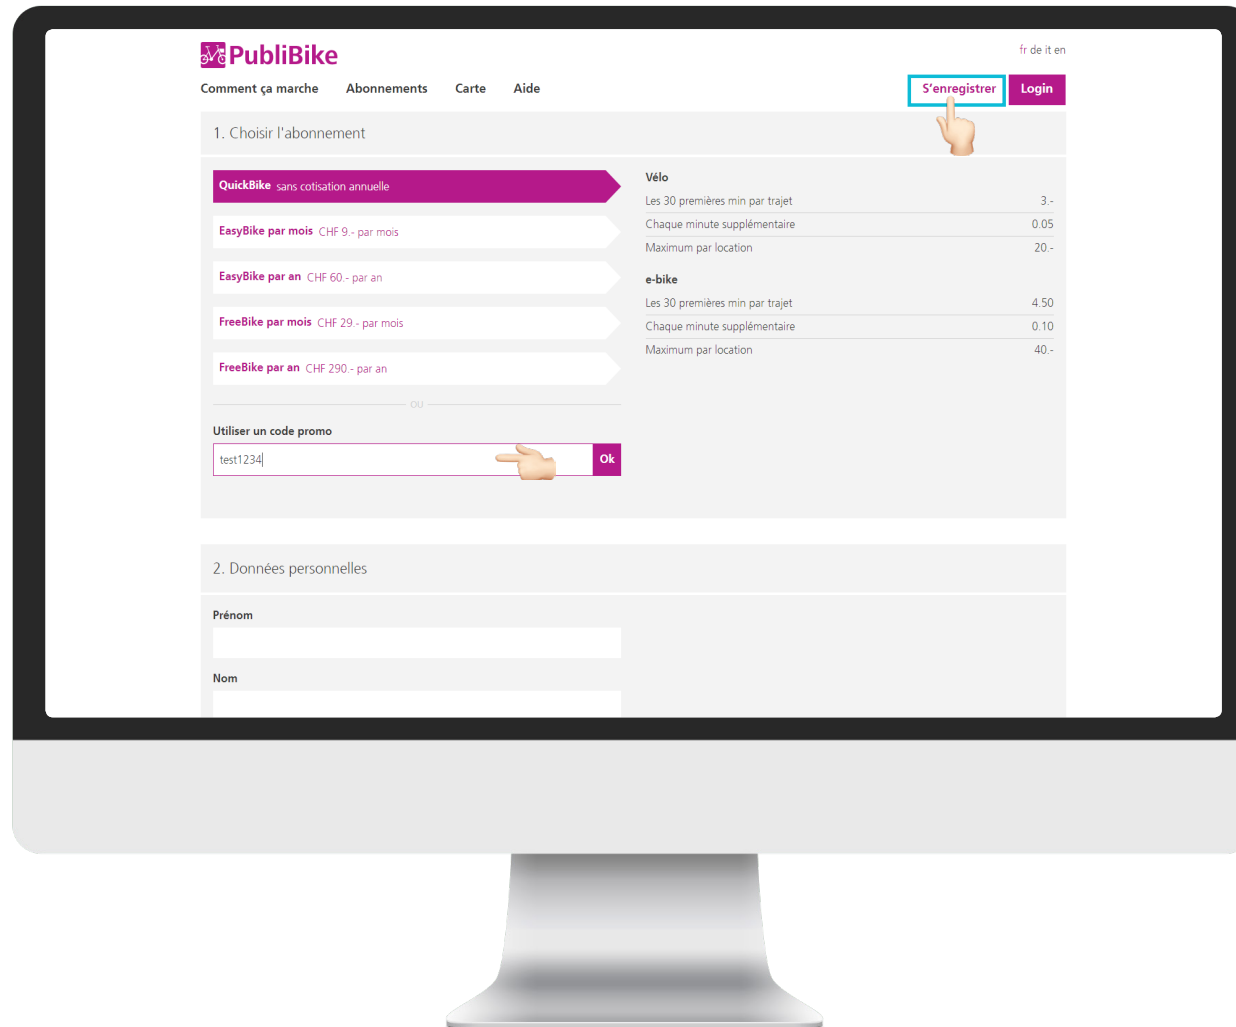 PubliBike
fr de it en
Comment ça marche Abonnements Carte Aide
S'enregistrer Login
1. Choisir l'abonnement
QuickBike sans cotisation annuelle
EasyBike par mois CHF 9.- par mois
EasyBike par an CHF 60.- par an
FreeBike par mois CHF 29.- par mois
FreeBike par an CHF 290.- par an
OU
Utiliser un code promo
test1234
Ok
Vélo
Les 30 premières min par trajet 3.-
Chaque minute supplémentaire 0.05
Maximum par location 20.-
e-bike
Les 30 premières min par trajet 4.50
Chaque minute supplémentaire 0.10
Maximum par location 40.-
2. Données personnelles
Prénom
Nom